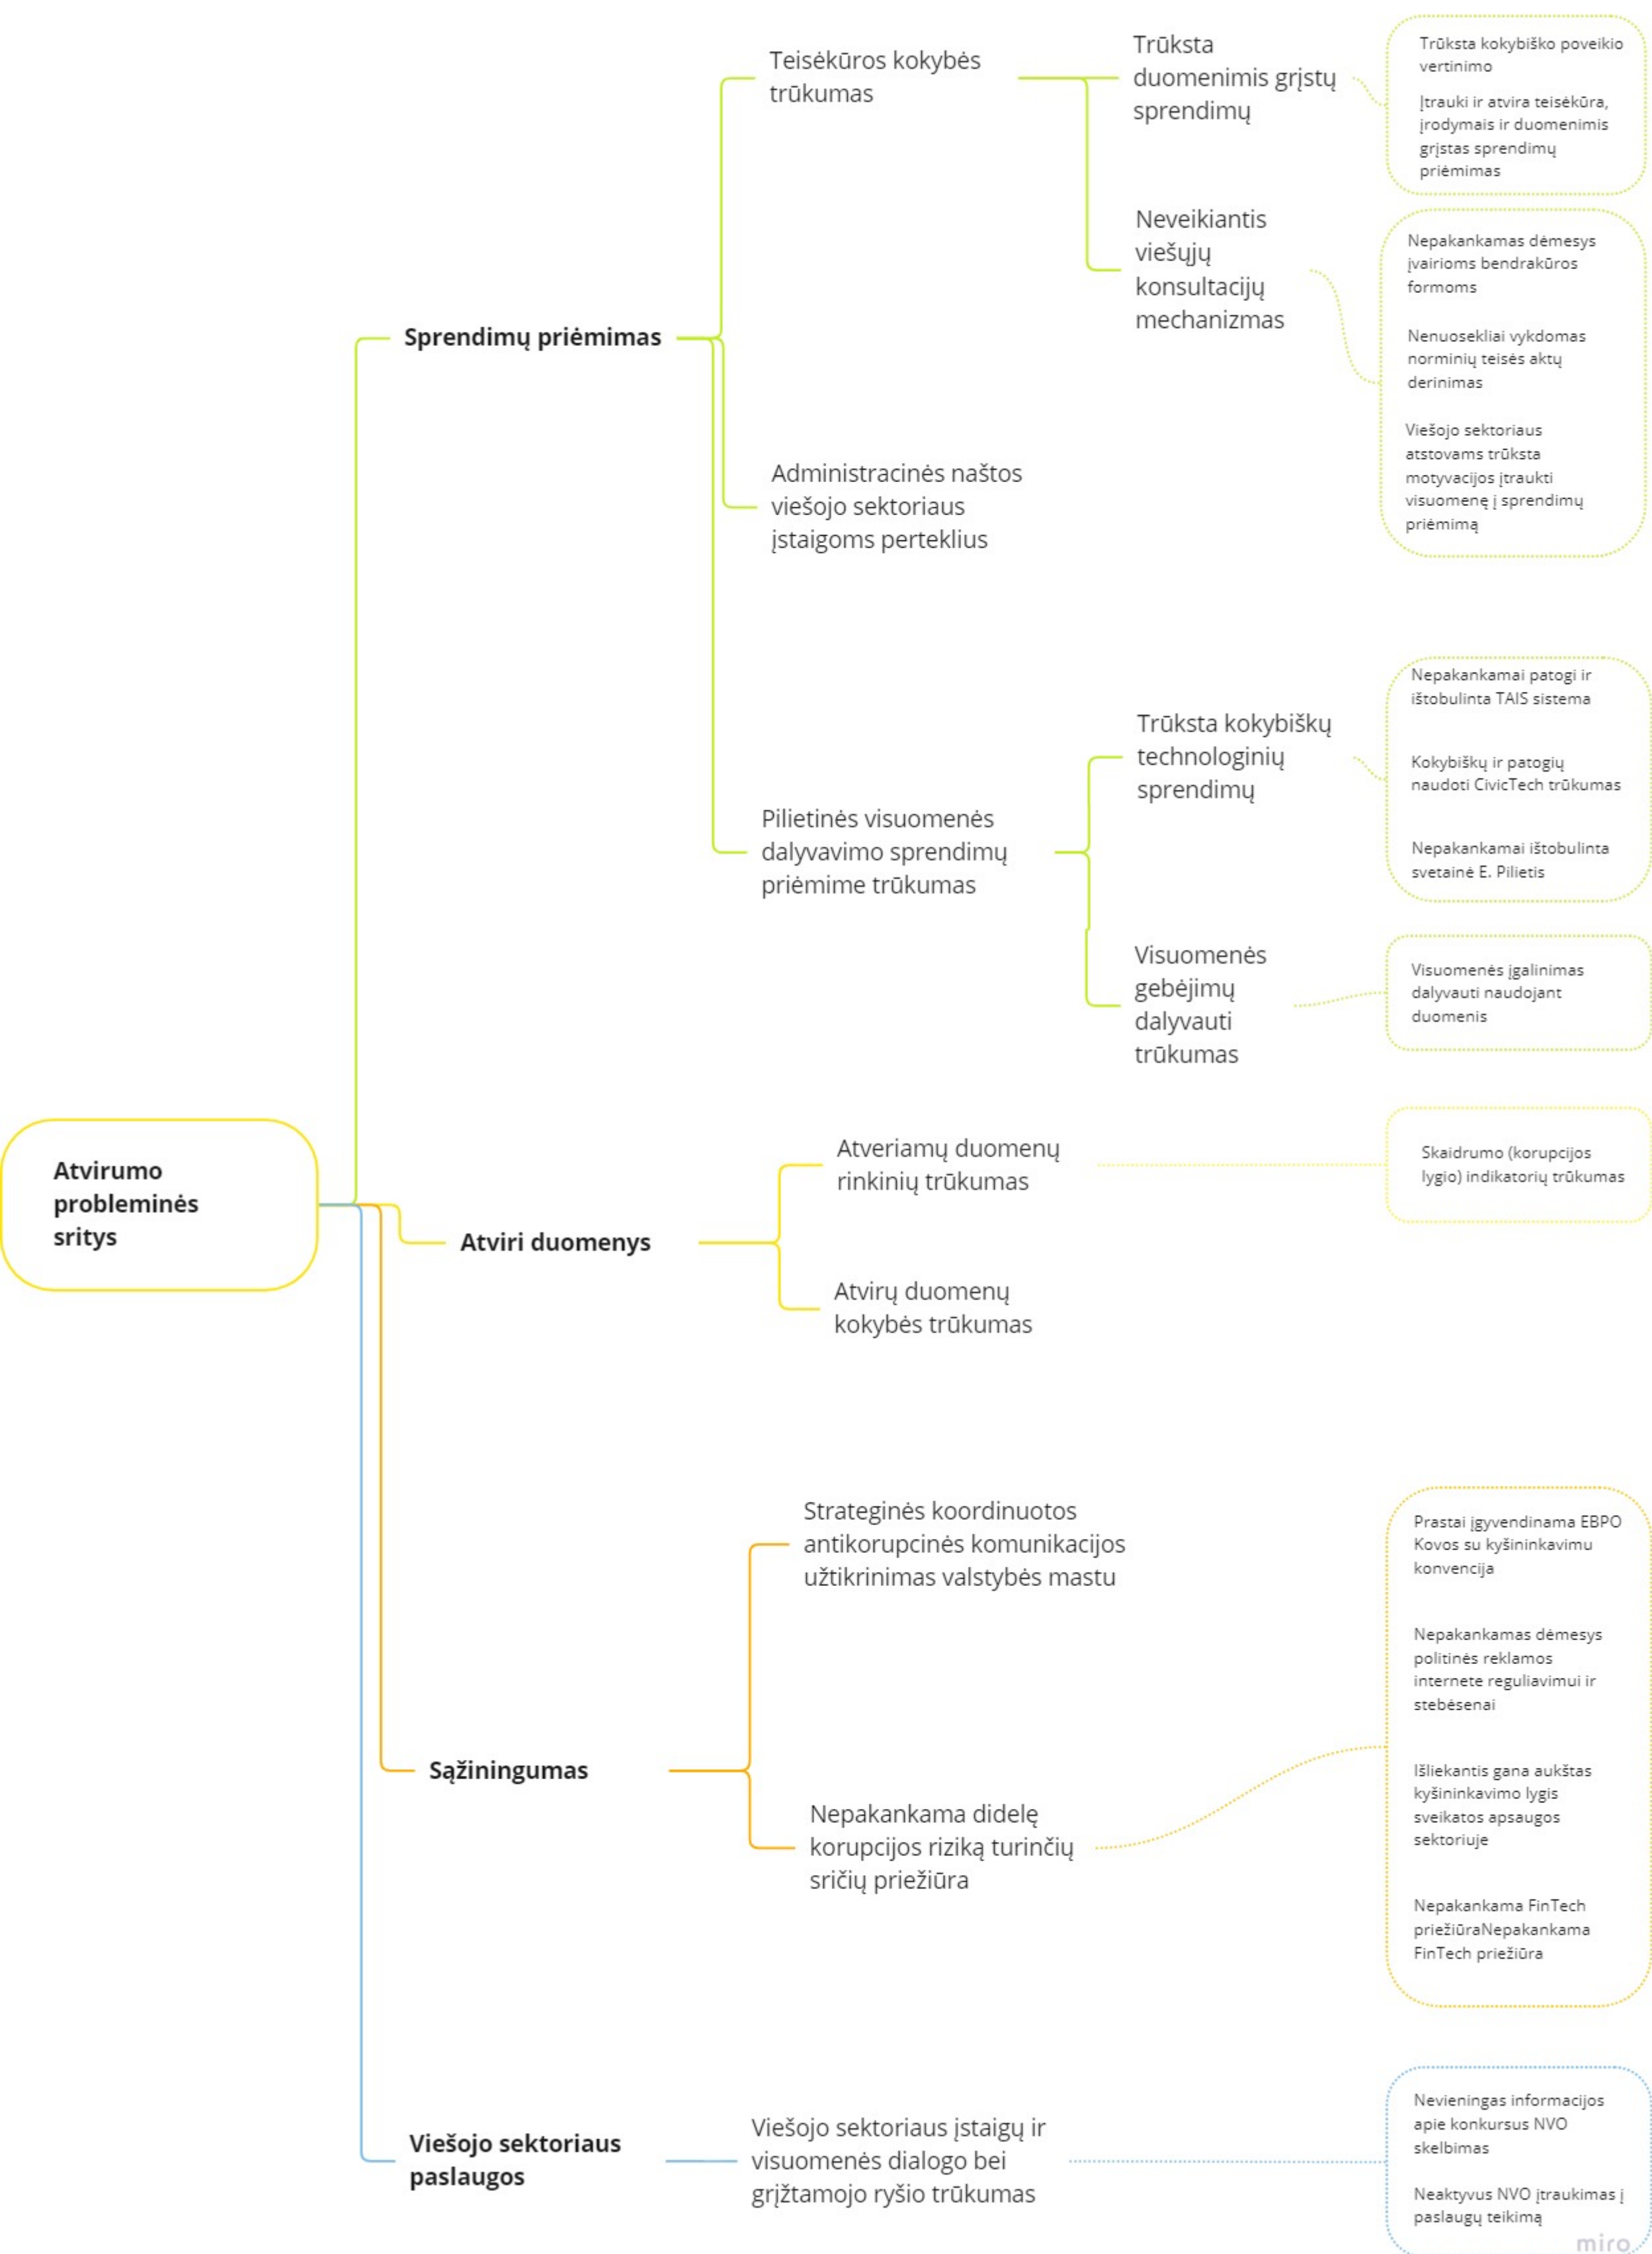 Atvirumo
probleminės
sritys
Sprendimų priėmimas
Teisėkūros kokybės
trūkumas
Trūksta
duomenimis grįstų
sprendimų
Trūksta kokybiško poveikio
vertinimo
Įtrauki ir atvira teisėkūra,
įrodymais ir duomenimis
grįstas sprendimų
priėmimas
Neveikiantis
viešųjų
konsultacijų
mechanizmas
Nepakankamas dėmesys
įvairioms bendrakūros
formoms
Nenuosekliai vykdomas
norminių teisės aktų
derinimas
Viešojo sektoriaus
atstovams trūksta
motyvacijos įtraukti
visuomenę į sprendimų
priėmimą
Administracinės naštos
viešojo sektoriaus
įstaigoms perteklius
Pilietinės visuomenės
dalyvavimo sprendimų
priėmime trūkumas
Trūksta kokybiškų
technologinių
sprendimų
Nepakankamai patogi ir
ištobulinta TAIS sistema
Kokybiškų ir patogių
naudoti CivicTech trūkumas
Nepakankamai ištobulinta
svetainė E. Pilietis
Visuomenės
gebėjimų
dalyvauti
trūkumas
Visuomenės įgalinimas
dalyvauti naudojant
duomenis
Atviri duomenys
Atveriamų duomenų
rinkinių trūkumas
Skaidrumo (korupcijos
lygio) indikatorių trūkumas
Atvirų duomenų
kokybės trūkumas
Sąžiningumas
Strateginės koordinuotos
antikorupcinės komunikacijos
užtikrinimas valstybės mastu
Nepakankama didelę
korupcijos riziką turinčių
sričių priežiūra
Prastai įgyvendinama EBPO
Kovos su kyšininkavimu
konvencija
Nepakankamas dėmesys
politinės reklamos
internete reguliavimui ir
stebėsenai
Išliekantis gana aukštas
kyšininkavimo lygis
sveikatos apsaugos
sektoriuje
Nepakankama FinTech
priežiūraNepakankama
FinTech priežiūra
Viešojo sektoriaus
paslaugos
Viešojo sektoriaus įstaigų ir
visuomenės dialogo bei
grįžtamojo ryšio trūkumas
Nevieningas informacijos
apie konkursus NVO
skelbimas
Neaktyvus NVO įtraukimas į
paslaugų teikimą
miro